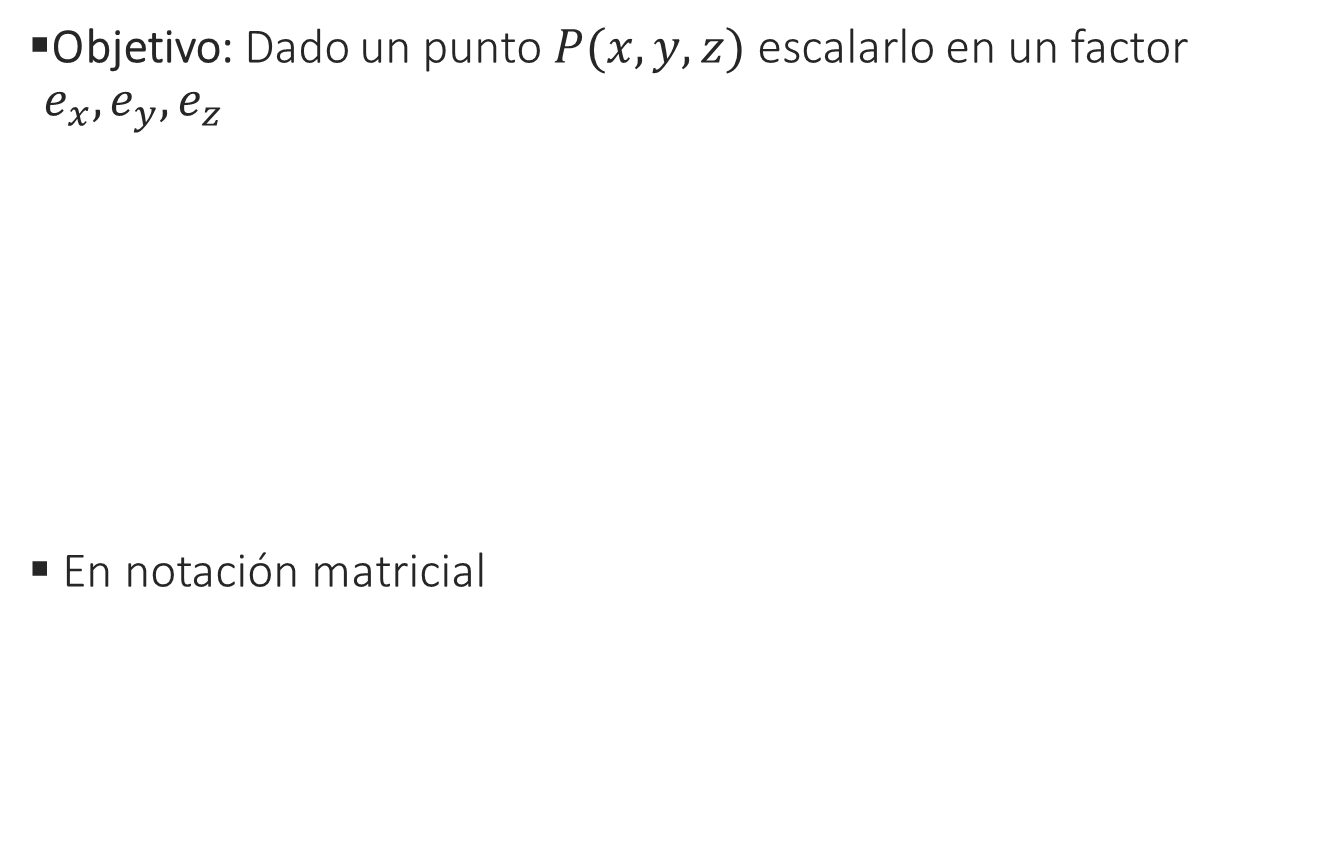 ▪Objetivo: Dado un punto P(x, y, z) escalarlo en un factor
e_x, e_y, e_z
▪ En notación matricial